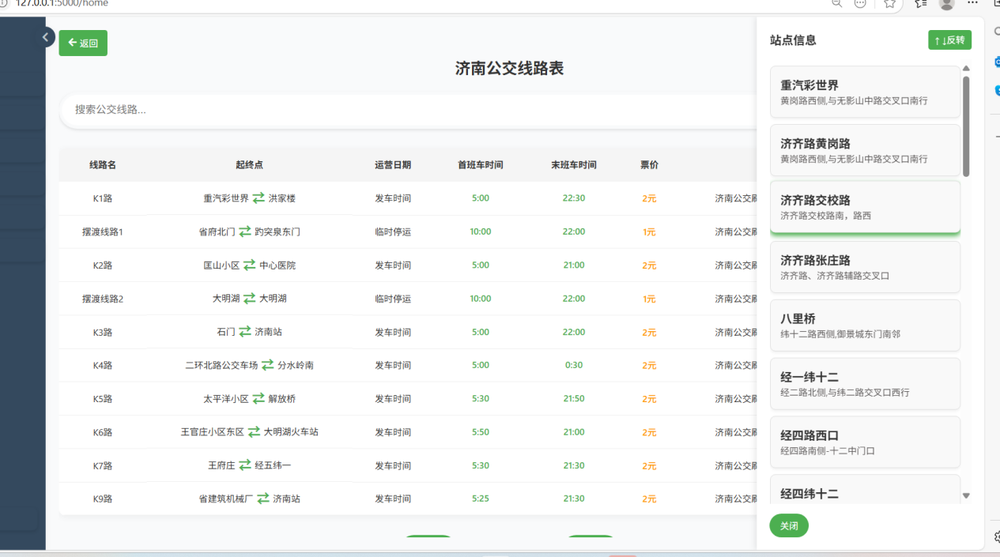 127.0.0.1:5000/home
返回
济南公交线路表
搜索公交线路...
线路名 起终点 运营日期 首班车时间 末班车时间 票价
K1路 重汽彩世界 洪家楼 发车时间 5:00 22:30 2元 济南公交刷
摆渡线路1 省府北门 趵突泉东门 临时停运 10:00 22:00 1元 济南公交刷
K2路 匡山小区 中心医院 发车时间 5:00 21:00 2元 济南公交刷
摆渡线路2 大明湖 大明湖 临时停运 10:00 22:00 1元 济南公交刷
K3路 石门 济南站 发车时间 5:00 22:00 2元 济南公交刷
K4路 二环北路公交车场 分水岭南 发车时间 5:00 0:30 2元 济南公交刷
K5路 太平洋小区 解放桥 发车时间 5:30 21:50 2元 济南公交刷
K6路 王官庄小区东区 大明湖火车站 发车时间 5:50 21:00 2元 济南公交刷
K7路 王府庄 经五纬一 发车时间 5:30 21:30 2元 济南公交刷
K9路 省建筑机械厂 济南站 发车时间 5:25 21:30 2元 济南公交刷
站点信息
↑↓反转
重汽彩世界
黄岗路西侧,与无影山中路交叉口南行
济齐路黄岗路
黄岗路西侧,与无影山中路交叉口南行
济齐路交校路
济齐路交校路南，路西
济齐路张庄路
济齐路、济齐路辅路交叉口
八里桥
纬十二路西侧,御景城东门南邻
经一纬十二
经二路北侧,与纬二路交叉口西行
经四路西口
经四路南侧-十二中门口
经四纬十二
关闭